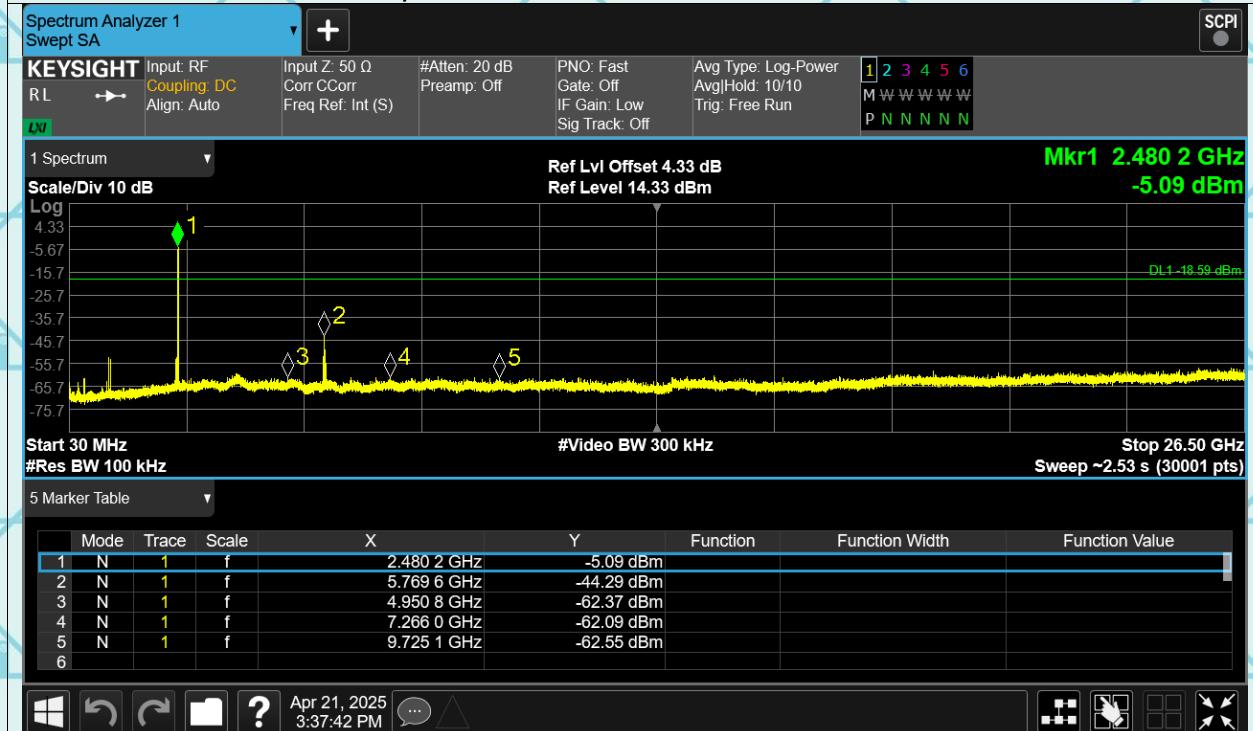 Spectrum Analyzer 1
Swept SA
+
SCPI
KEYSIGHT
RL
LXI
Input: RF
Coupling: DC
Align: Auto
Input Z: 50 Ω
Corr CCorr
Freq Ref: Int (S)
#Atten: 20 dB
Preamp: Off
PNO: Fast
Gate: Off
IF Gain: Low
Sig Track: Off
Avg Type: Log-Power
Avg|Hold: 10/10
Trig: Free Run
1 2 3 4 5 6
M W W W W W
P N N N N N
1 Spectrum
Scale/Div 10 dB
Ref Lvl Offset 4.33 dB
Ref Level 14.33 dBm
Mkr1 2.480 2 GHz
-5.09 dBm
Log
4.33
-5.67
-15.7
-25.7
-35.7
-45.7
-55.7
-65.7
-75.7
1
2
3
4
5
DL1 -18.59 dBm
Start 30 MHz
#Video BW 300 kHz
Stop 26.50 GHz
#Res BW 100 kHz
Sweep ~2.53 s (30001 pts)
5 Marker Table
Mode Trace Scale X Y Function Function Width Function Value
1 N 1 f 2.480 2 GHz -5.09 dBm
2 N 1 f 5.769 6 GHz -44.29 dBm
3 N 1 f 4.950 8 GHz -62.37 dBm
4 N 1 f 7.266 0 GHz -62.09 dBm
5 N 1 f 9.725 1 GHz -62.55 dBm
6
?
Apr 21, 2025
3:37:42 PM